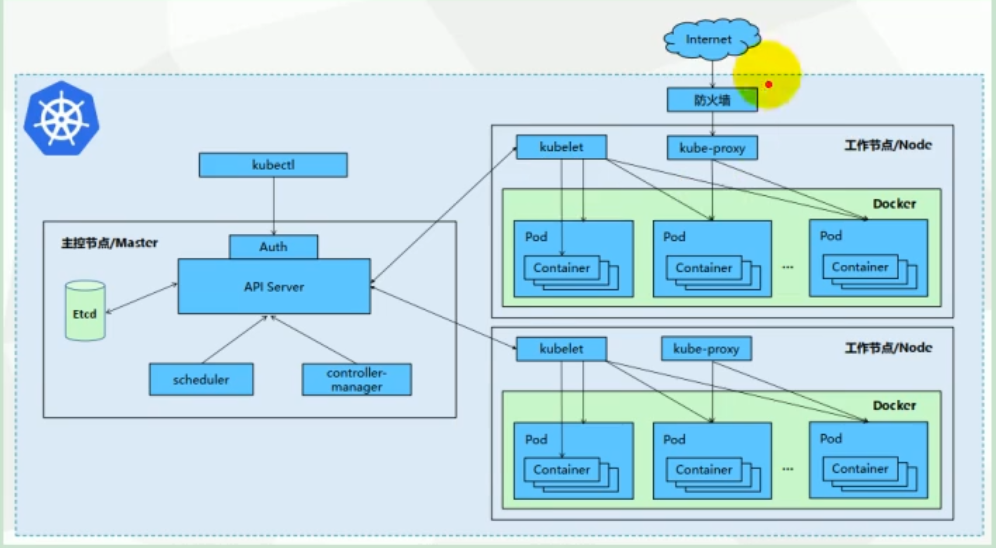 Internet
防火墙
kubectl
主控节点/Master
Auth
API Server
Etcd
scheduler
controller-
manager
kubelet
kube-proxy
工作节点/Node
Docker
Pod
Container
Pod
Container
...
Pod
Container
kubelet
kube-proxy
工作节点/Node
Docker
Pod
Container
Pod
Container
...
Pod
Container